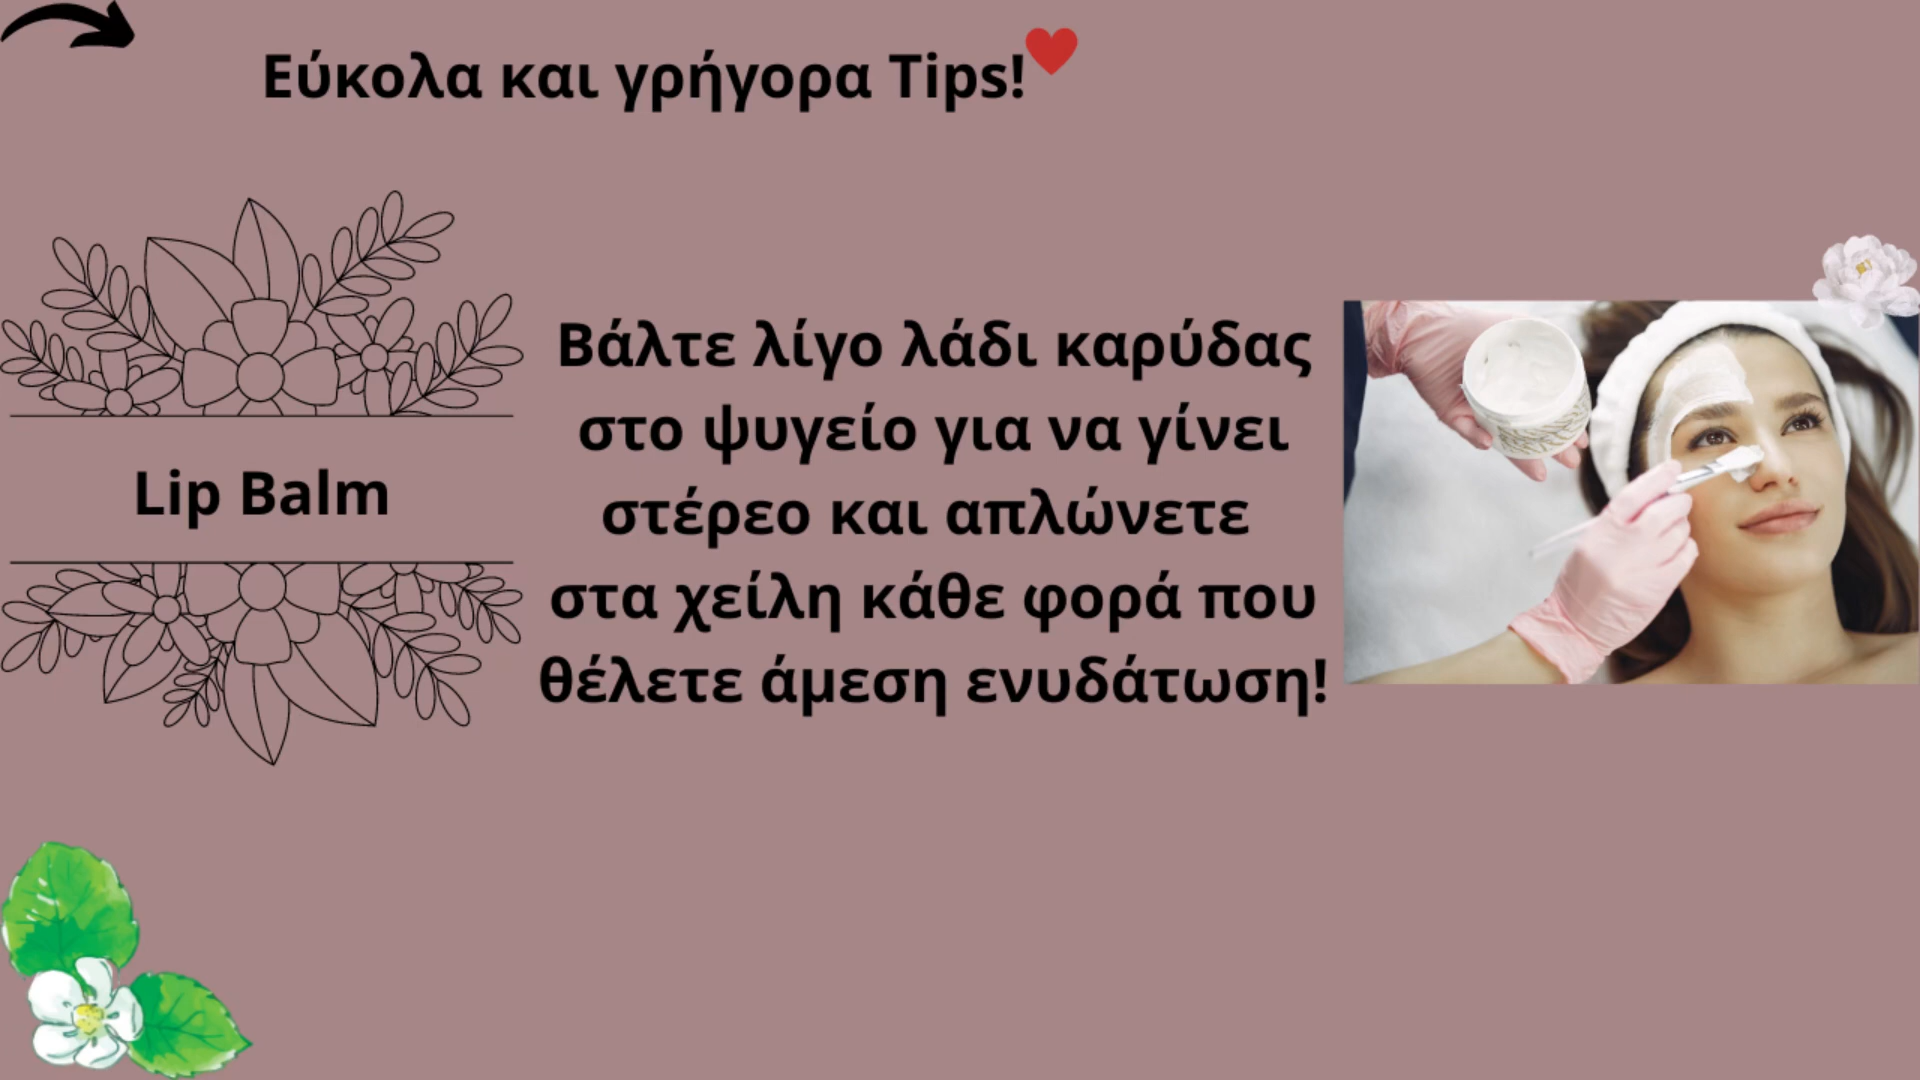 Εύκολα και γρήγορα Tips!
Lip Balm
Βάλτε λίγο λάδι καρύδας
στο ψυγείο για να γίνει
στέρεο και απλώνετε
στα χείλη κάθε φορά που
θέλετε άμεση ενυδάτωση!